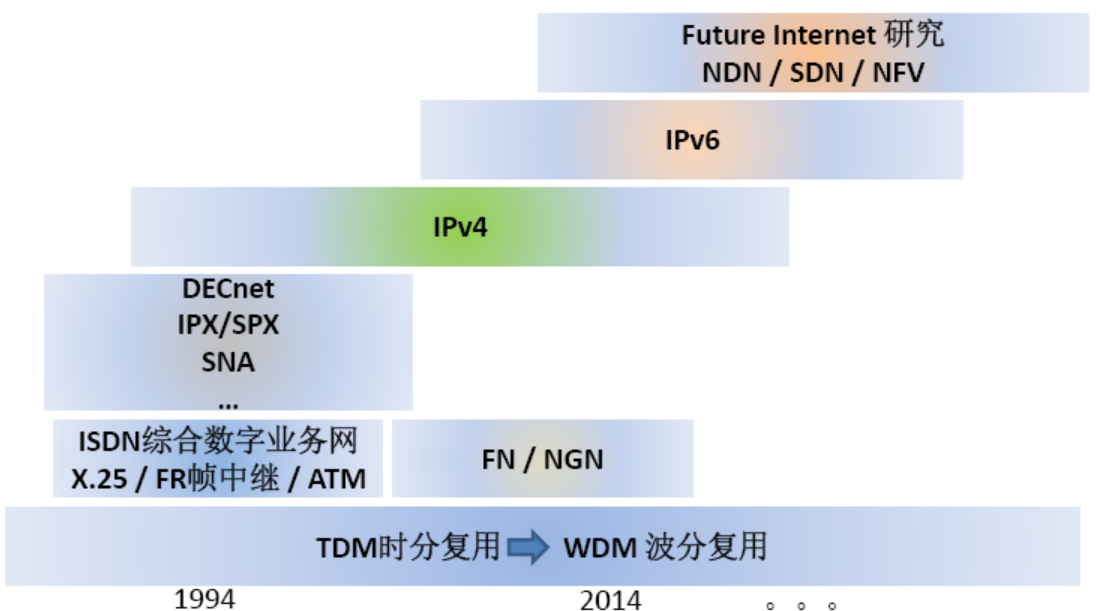 Future Internet 研究
NDN / SDN / NFV
IPv6
IPv4
DECnet
IPX/SPX
SNA
...
ISDN综合数字业务网
X.25 / FR帧中继 / ATM
FN / NGN
TDM时分复用
WDM 波分复用
1994
2014
。。。